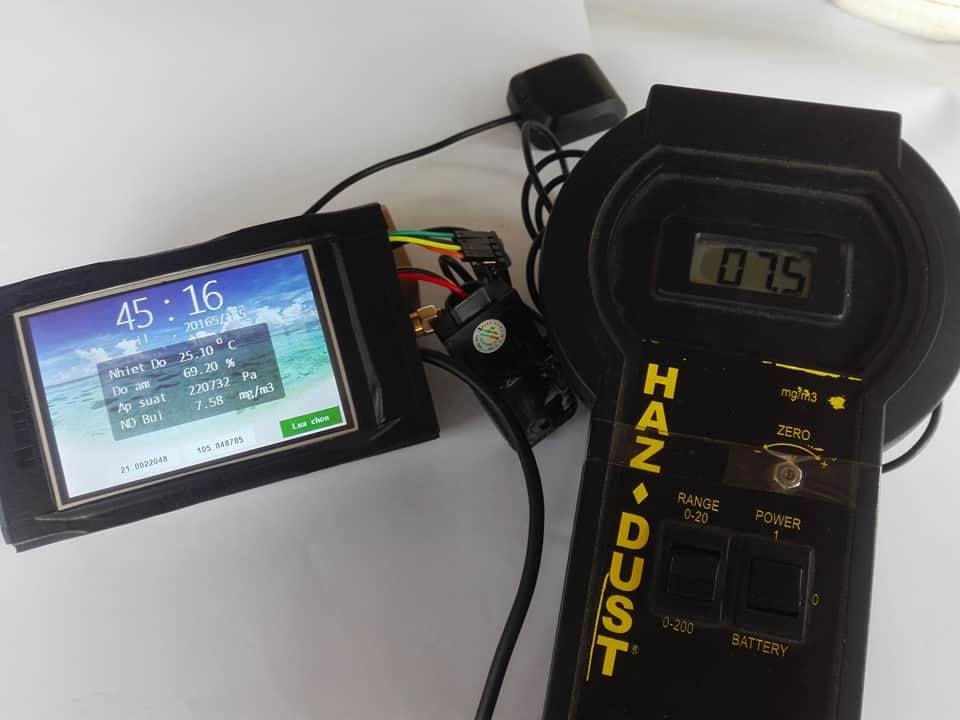 45 : 16
Nhiet Do 25.10 ° C
Do am 69.20 %
Ap suat 220732 Pa
ND Bui 7.58 mg/m3
Lua chon
21.0022048 105.848785
07.5
HAZ♦DUST®
mg/m3
ZERO
+
RANGE
0-20
0-200
POWER
1
0
BATTERY